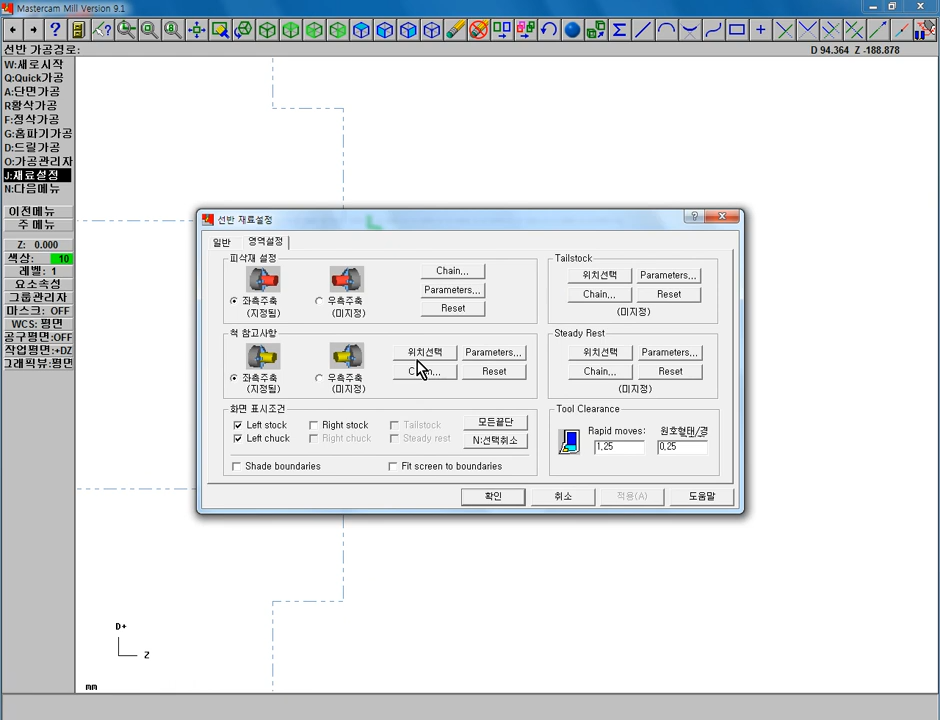 Mastercam Mill Version 9.1
선반 가공경로:
D 94.364 Z -188.878
W:새로시작
Q:Quick가공
A:단면가공
R황삭가공
F:정삭가공
G:홈파기가공
D:드릴가공
O:가공관리자
J:재료설정
N:다음메뉴
이전메뉴
주 메뉴
Z: 0.000
색상: 10
레벨: 1
요소속성
그룹관리자
마스크: OFF
WCS: 평면
공구평면:OFF
작업평면:+DZ
그래픽뷰:평면
선반 재료설정
일반 영역설정
피삭재 설정
좌측주축
(지정됨)
우측주축
(미지정)
Chain...
Parameters...
Reset
Tailstock
위치선택 Parameters...
Chain... Reset
(미지정)
척 참고사항
좌측주축
(지정됨)
우측주축
(미지정)
위치선택 Parameters...
Reset
Steady Rest
위치선택 Parameters...
Chain... Reset
(미지정)
화면 표시조건
Left stock Right stock Tailstock 모든끝단
Left chuck Right chuck Steady rest N:선택취소
Shade boundaries Fit screen to boundaries
Tool Clearance
Rapid moves: 원호형태/경
1.25 0.25
확인 취소 적용(A) 도움말
D+
Z
mm